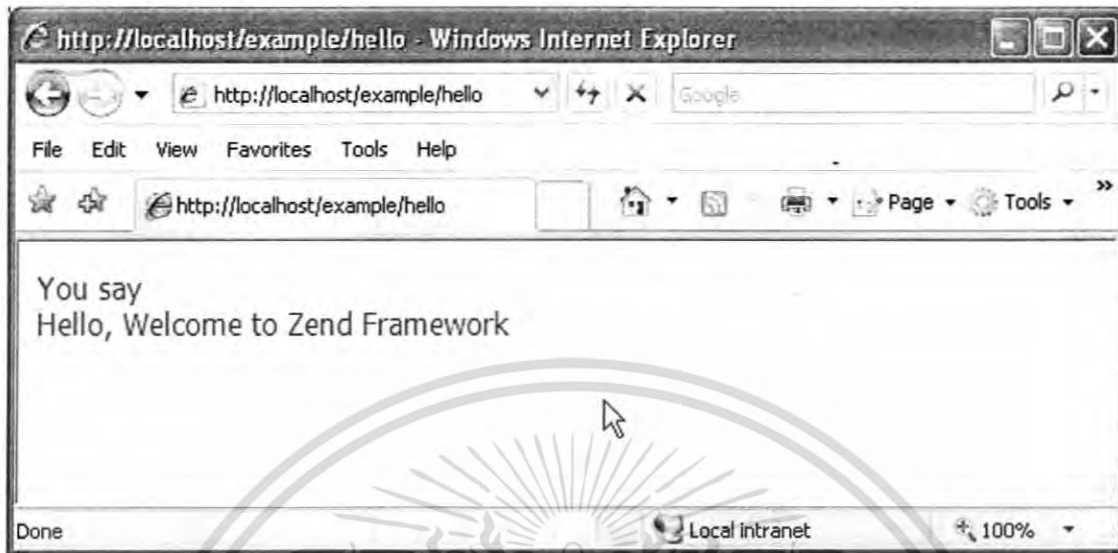 http://localhost/example/hello - Windows Internet Explorer
http://localhost/example/hello Google
File Edit View Favorites Tools Help
http://localhost/example/hello Page Tools »
You say
Hello, Welcome to Zend Framework
Done Local intranet 100%